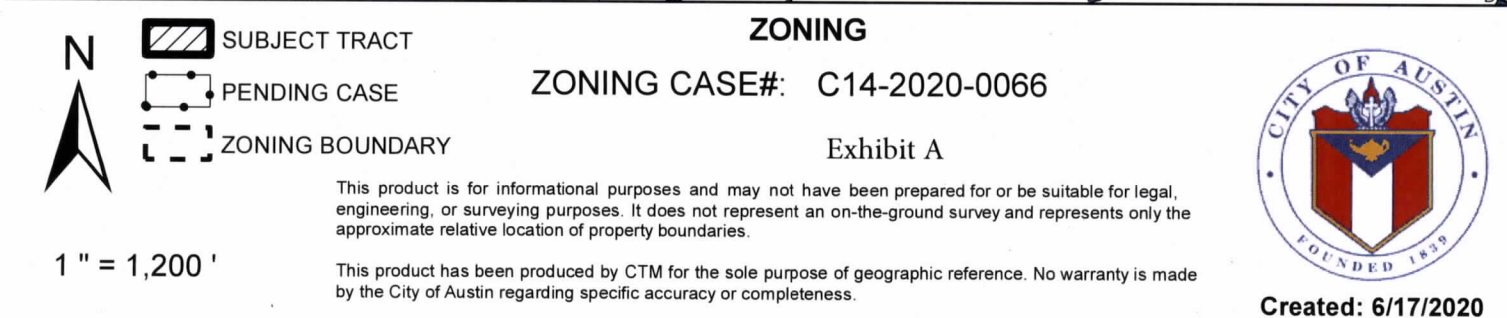 ZONING
N
SUBJECT TRACT
PENDING CASE
ZONING BOUNDARY
1 " = 1,200 '
ZONING CASE#: C14-2020-0066
Exhibit A
This product is for informational purposes and may not have been prepared for or be suitable for legal,
engineering, or surveying purposes. It does not represent an on-the-ground survey and represents only the
approximate relative location of property boundaries.
This product has been produced by CTM for the sole purpose of geographic reference. No warranty is made
by the City of Austin regarding specific accuracy or completeness.
CITY OF AUSTIN
FOUNDED 1839
Created: 6/17/2020